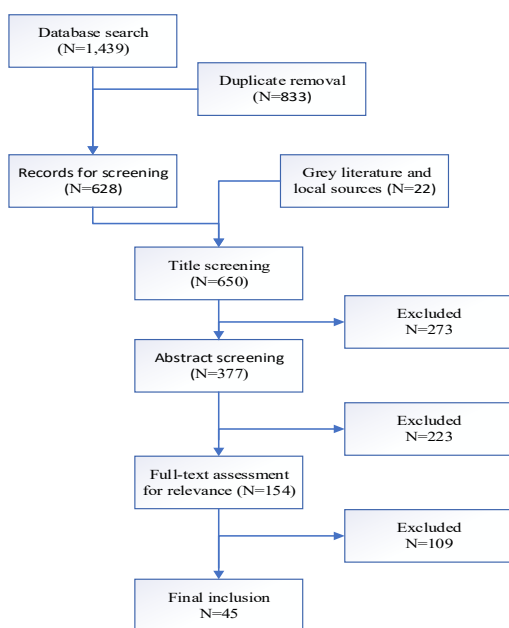 Database search
(N=1,439)
Duplicate removal
(N=833)
Records for screening
(N=628)
Grey literature and
local sources (N=22)
Title screening
(N=650)
Excluded
N=273
Abstract screening
(N=377)
Excluded
N=223
Full-text assessment
for relevance (N=154)
Excluded
N=109
Final inclusion
N=45